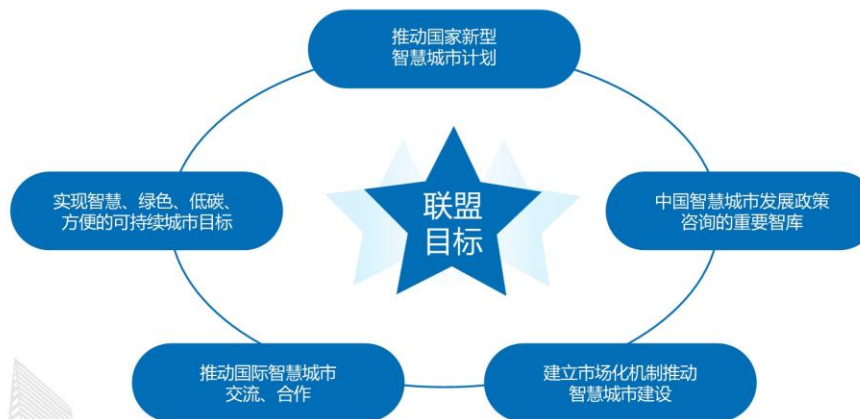 推动国家新型
智慧城市计划
实现智慧、绿色、低碳、
方便的可持续城市目标
联盟
目标
中国智慧城市发展政策
咨询的重要智库
推动国际智慧城市
交流、合作
建立市场化机制推动
智慧城市建设